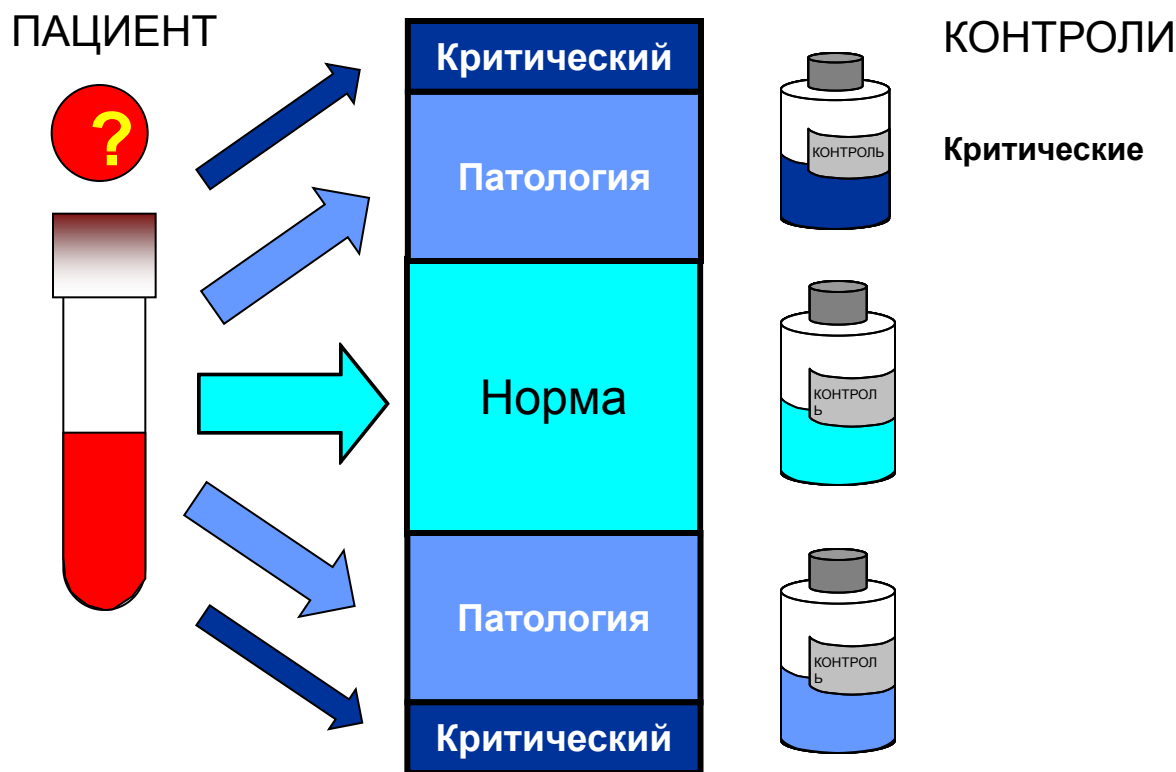 ПАЦИЕНТ
?
Критический
Патология
Норма
Патология
Критический
КОНТРОЛИ
КОНТРОЛЬ
Критические
КОНТРОЛ
Ь
КОНТРОЛ
Ь